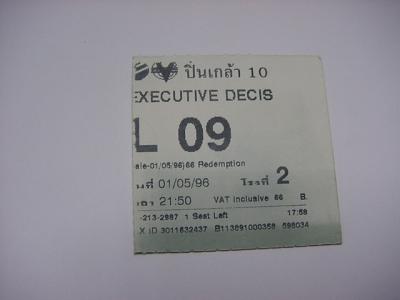 ปิ่นเกล้า 10
EXECUTIVE DECIS
L 09
ale-01/05/96)66 Redemption
นที่ 01/05/96 โรงที่ 2
วลา 21:50 VAT Inclusive 66 B.
-213-2987 1 Seat Left 17:59
X ID 3011632437 B113891000358 598034